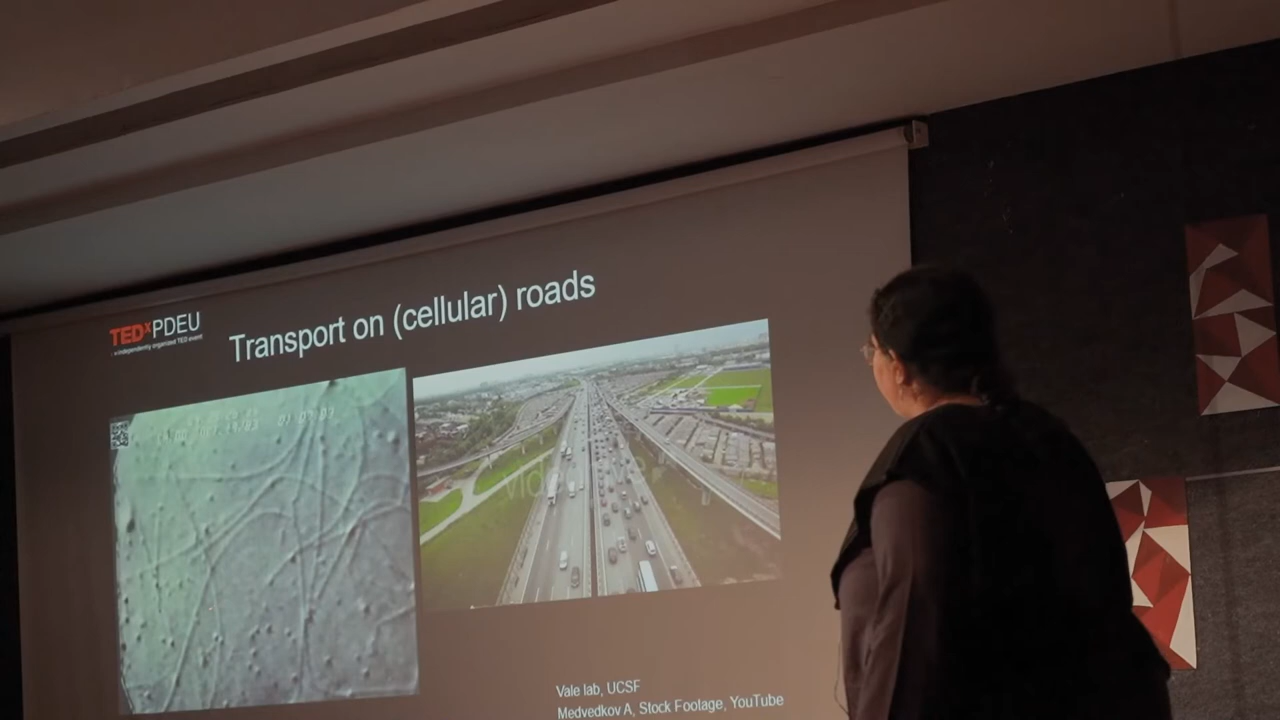 TEDxPDEU
x=independently organized TED event
Transport on (cellular) roads
Vale lab, UCSF
Medvedkov A, Stock Footage, YouTube